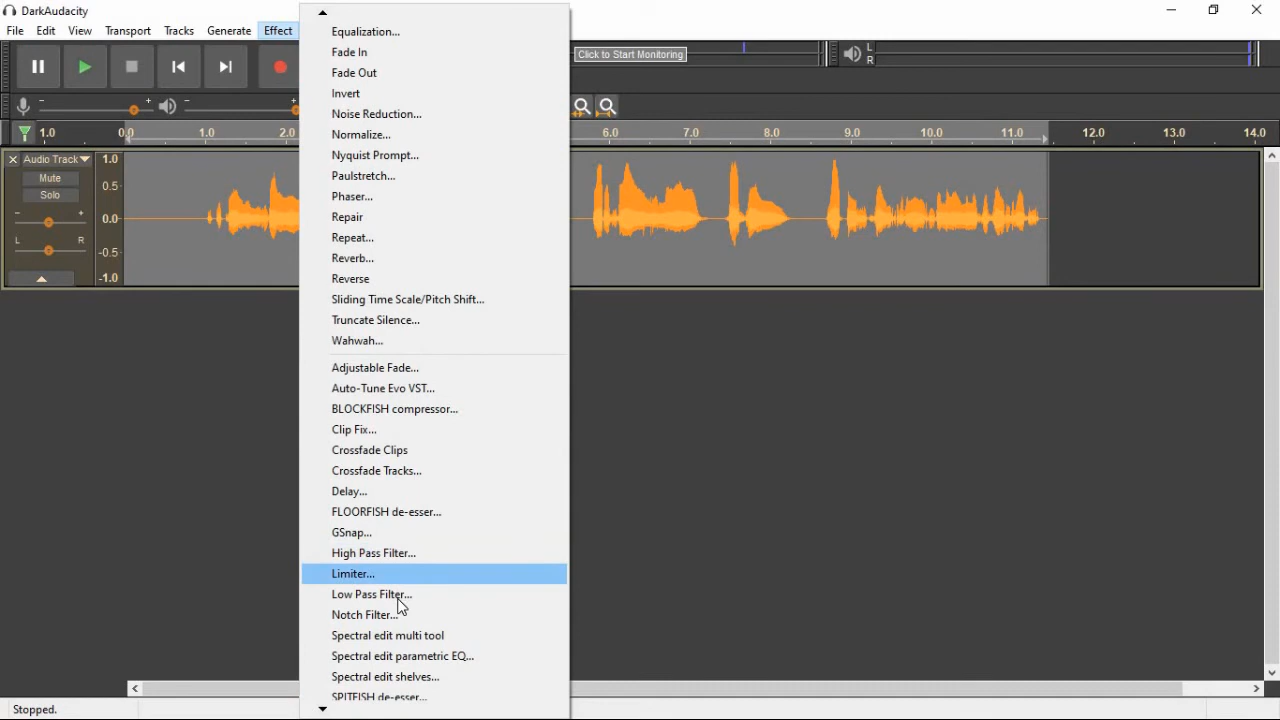 DarkAudacity
File Edit View Transport Tracks Generate Effect
Click to Start Monitoring
L
R
- + -
1.0 0.0 1.0 2.0 6.0 7.0 8.0 9.0 10.0 11.0 12.0 13.0 14.0
Audio Track
Mute
Solo
- +
L R
1.0
0.5
0.0
-0.5
-1.0
Equalization...
Fade In
Fade Out
Invert
Noise Reduction...
Normalize...
Nyquist Prompt...
Paulstretch...
Phaser...
Repair
Repeat...
Reverb...
Reverse
Sliding Time Scale/Pitch Shift...
Truncate Silence...
Wahwah...
Adjustable Fade...
Auto-Tune Evo VST...
BLOCKFISH compressor...
Clip Fix...
Crossfade Clips
Crossfade Tracks...
Delay...
FLOORFISH de-esser...
GSnap...
High Pass Filter...
Limiter...
Low Pass Filter...
Notch Filter...
Spectral edit multi tool
Spectral edit parametric EQ...
Spectral edit shelves...
SPITFISH de-esser...
Stopped.